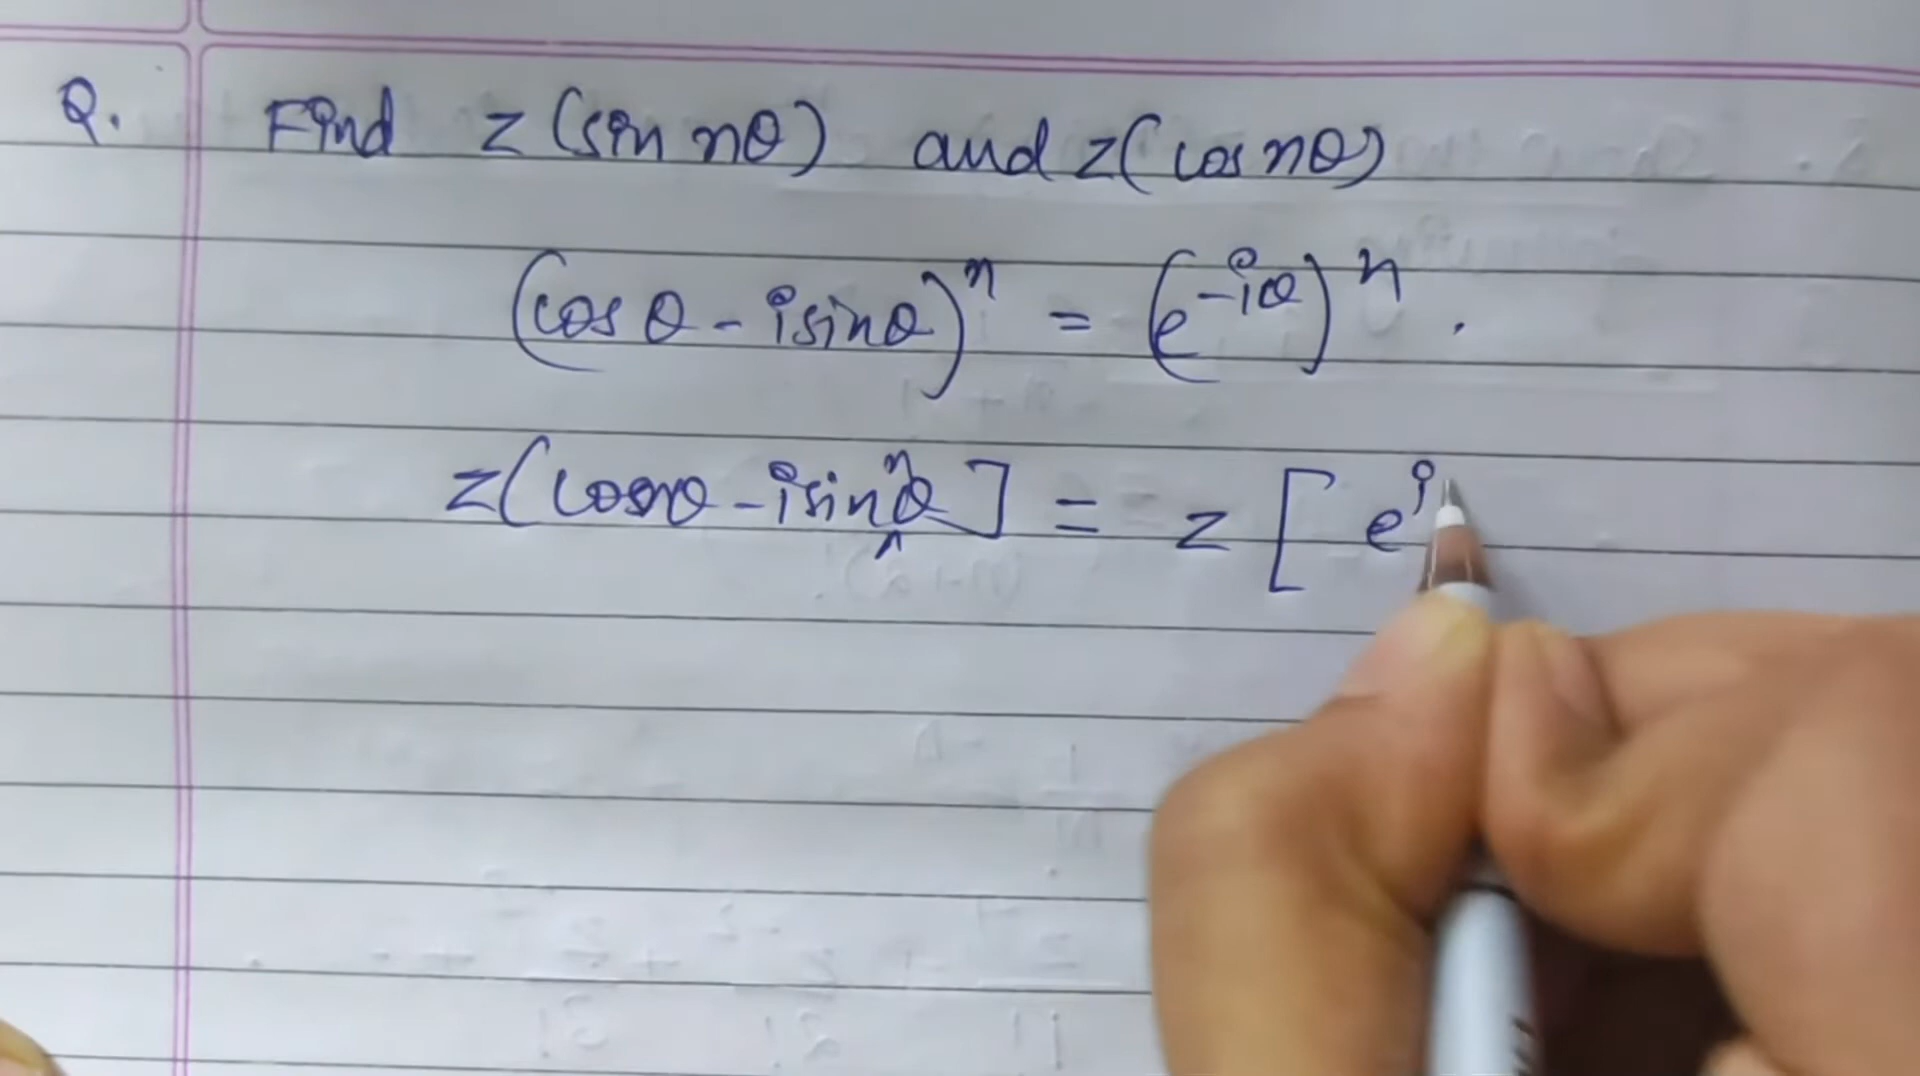 Q. Find z(sin nθ) and z(cos nθ)
(cos θ - i sin θ)^n = (e^-iθ)^n .
z(cos nθ - i sin nθ] = z [ e^i